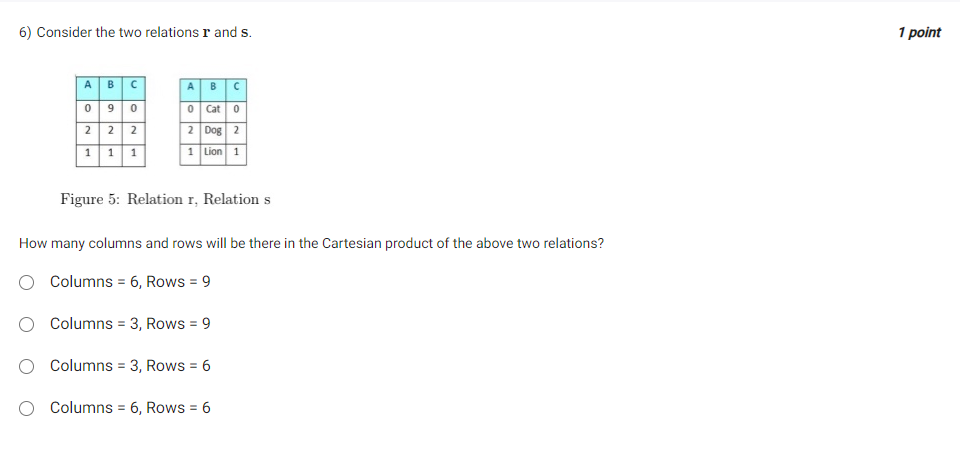 6) Consider the two relations r and s.
1 point
A B C
0 9 0
2 2 2
1 1 1
A B C
0 Cat 0
2 Dog 2
1 Lion 1
Figure 5: Relation r, Relation s
How many columns and rows will be there in the Cartesian product of the above two relations?
Columns = 6, Rows = 9
Columns = 3, Rows = 9
Columns = 3, Rows = 6
Columns = 6, Rows = 6